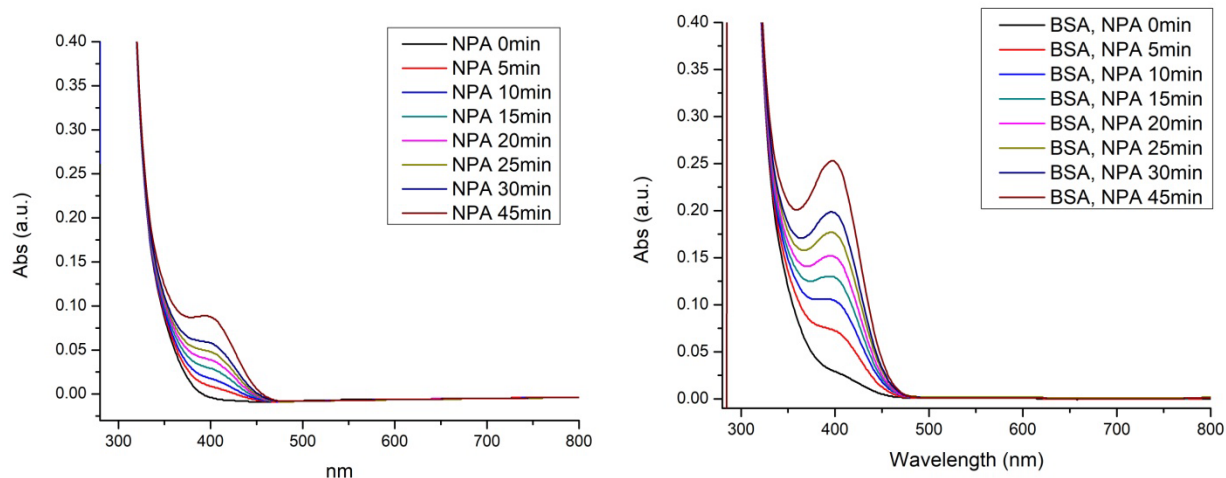 0.40
0.35
0.30
0.25
0.20
0.15
0.10
0.05
0.00
Abs (a.u.)
300 400 500 600 700 800
nm
NPA 0min
NPA 5min
NPA 10min
NPA 15min
NPA 20min
NPA 25min
NPA 30min
NPA 45min
0.40
0.35
0.30
0.25
0.20
0.15
0.10
0.05
0.00
Abs (a.u.)
300 400 500 600 700 800
Wavelength (nm)
BSA, NPA 0min
BSA, NPA 5min
BSA, NPA 10min
BSA, NPA 15min
BSA, NPA 20min
BSA, NPA 25min
BSA, NPA 30min
BSA, NPA 45min